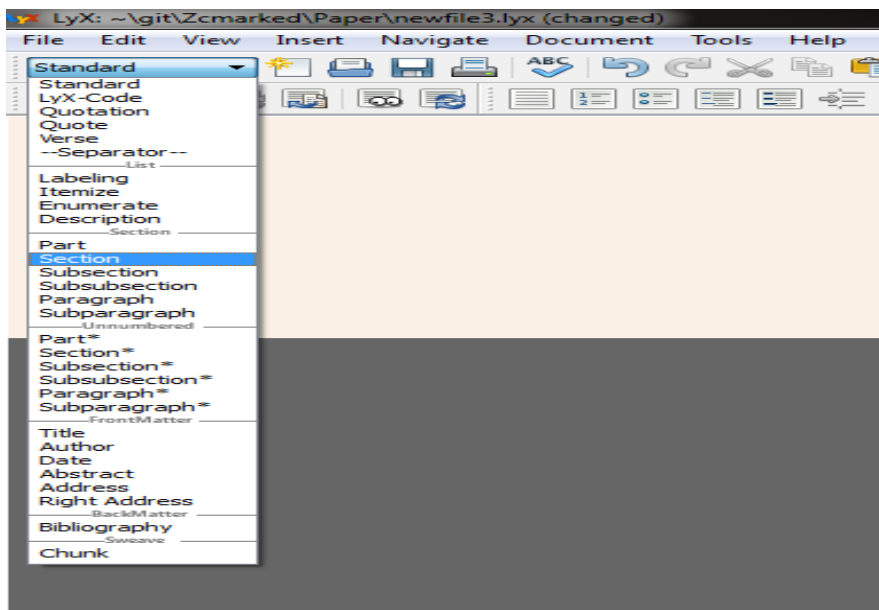 LyX: ~\git\Zcmarked\Paper\newfile3.lyx (changed)
File Edit View Insert Navigate Document Tools Help
Standard
ABC
Standard
LyX-Code
Quotation
Quote
Verse
--Separator--
List
Labeling
Itemize
Enumerate
Description
Section
Part
Section
Subsection
Subsubsection
Paragraph
Subparagraph
Unnumbered
Part*
Section*
Subsection*
Subsubsection*
Paragraph*
Subparagraph*
FrontMatter
Title
Author
Date
Abstract
Address
Right Address
BackMatter
Bibliography
Sweave
Chunk